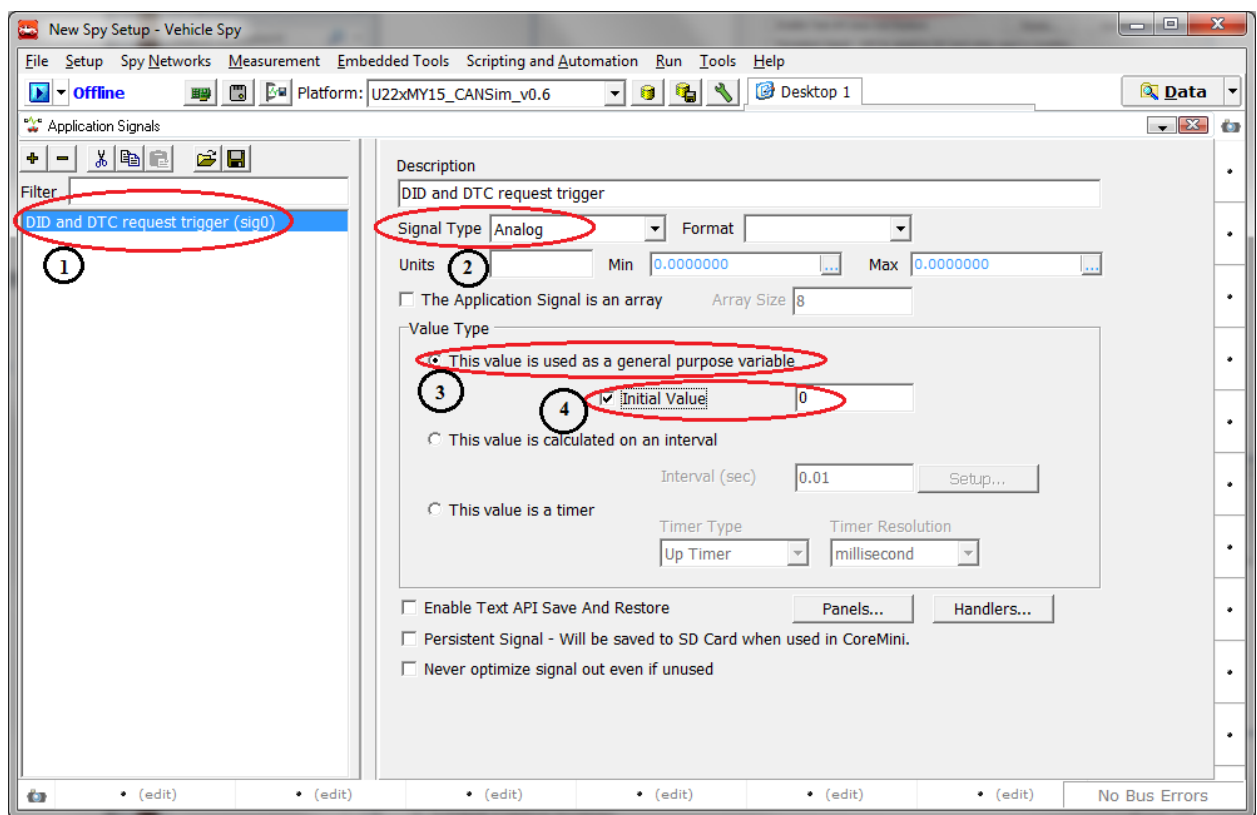 New Spy Setup - Vehicle Spy
File Setup Spy Networks Measurement Embedded Tools Scripting and Automation Run Tools Help
Offline Platform: U22xMY15_CANSim_v0.6 Desktop 1 Data
Application Signals
Description
Filter
DID and DTC request trigger
DID and DTC request trigger (sig0)
Signal Type Analog Format
1
Units 2 Min 0.0000000 ... Max 0.0000000 ...
The Application Signal is an array Array Size 8
Value Type
This value is used as a general purpose variable
3
4 Initial Value 0
This value is calculated on an interval
Interval (sec) 0.01 Setup...
This value is a timer
Timer Type Timer Resolution
Up Timer millisecond
Enable Text API Save And Restore Panels... Handlers...
Persistent Signal - Will be saved to SD Card when used in CoreMini.
Never optimize signal out even if unused
(edit) (edit) (edit) (edit) (edit) (edit) No Bus Errors